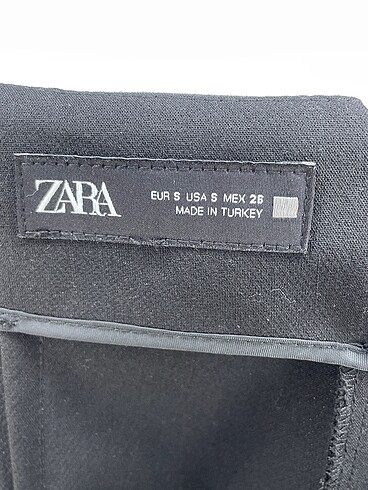 ZARA
EUR S USA S MEX 26
MADE IN TURKEY